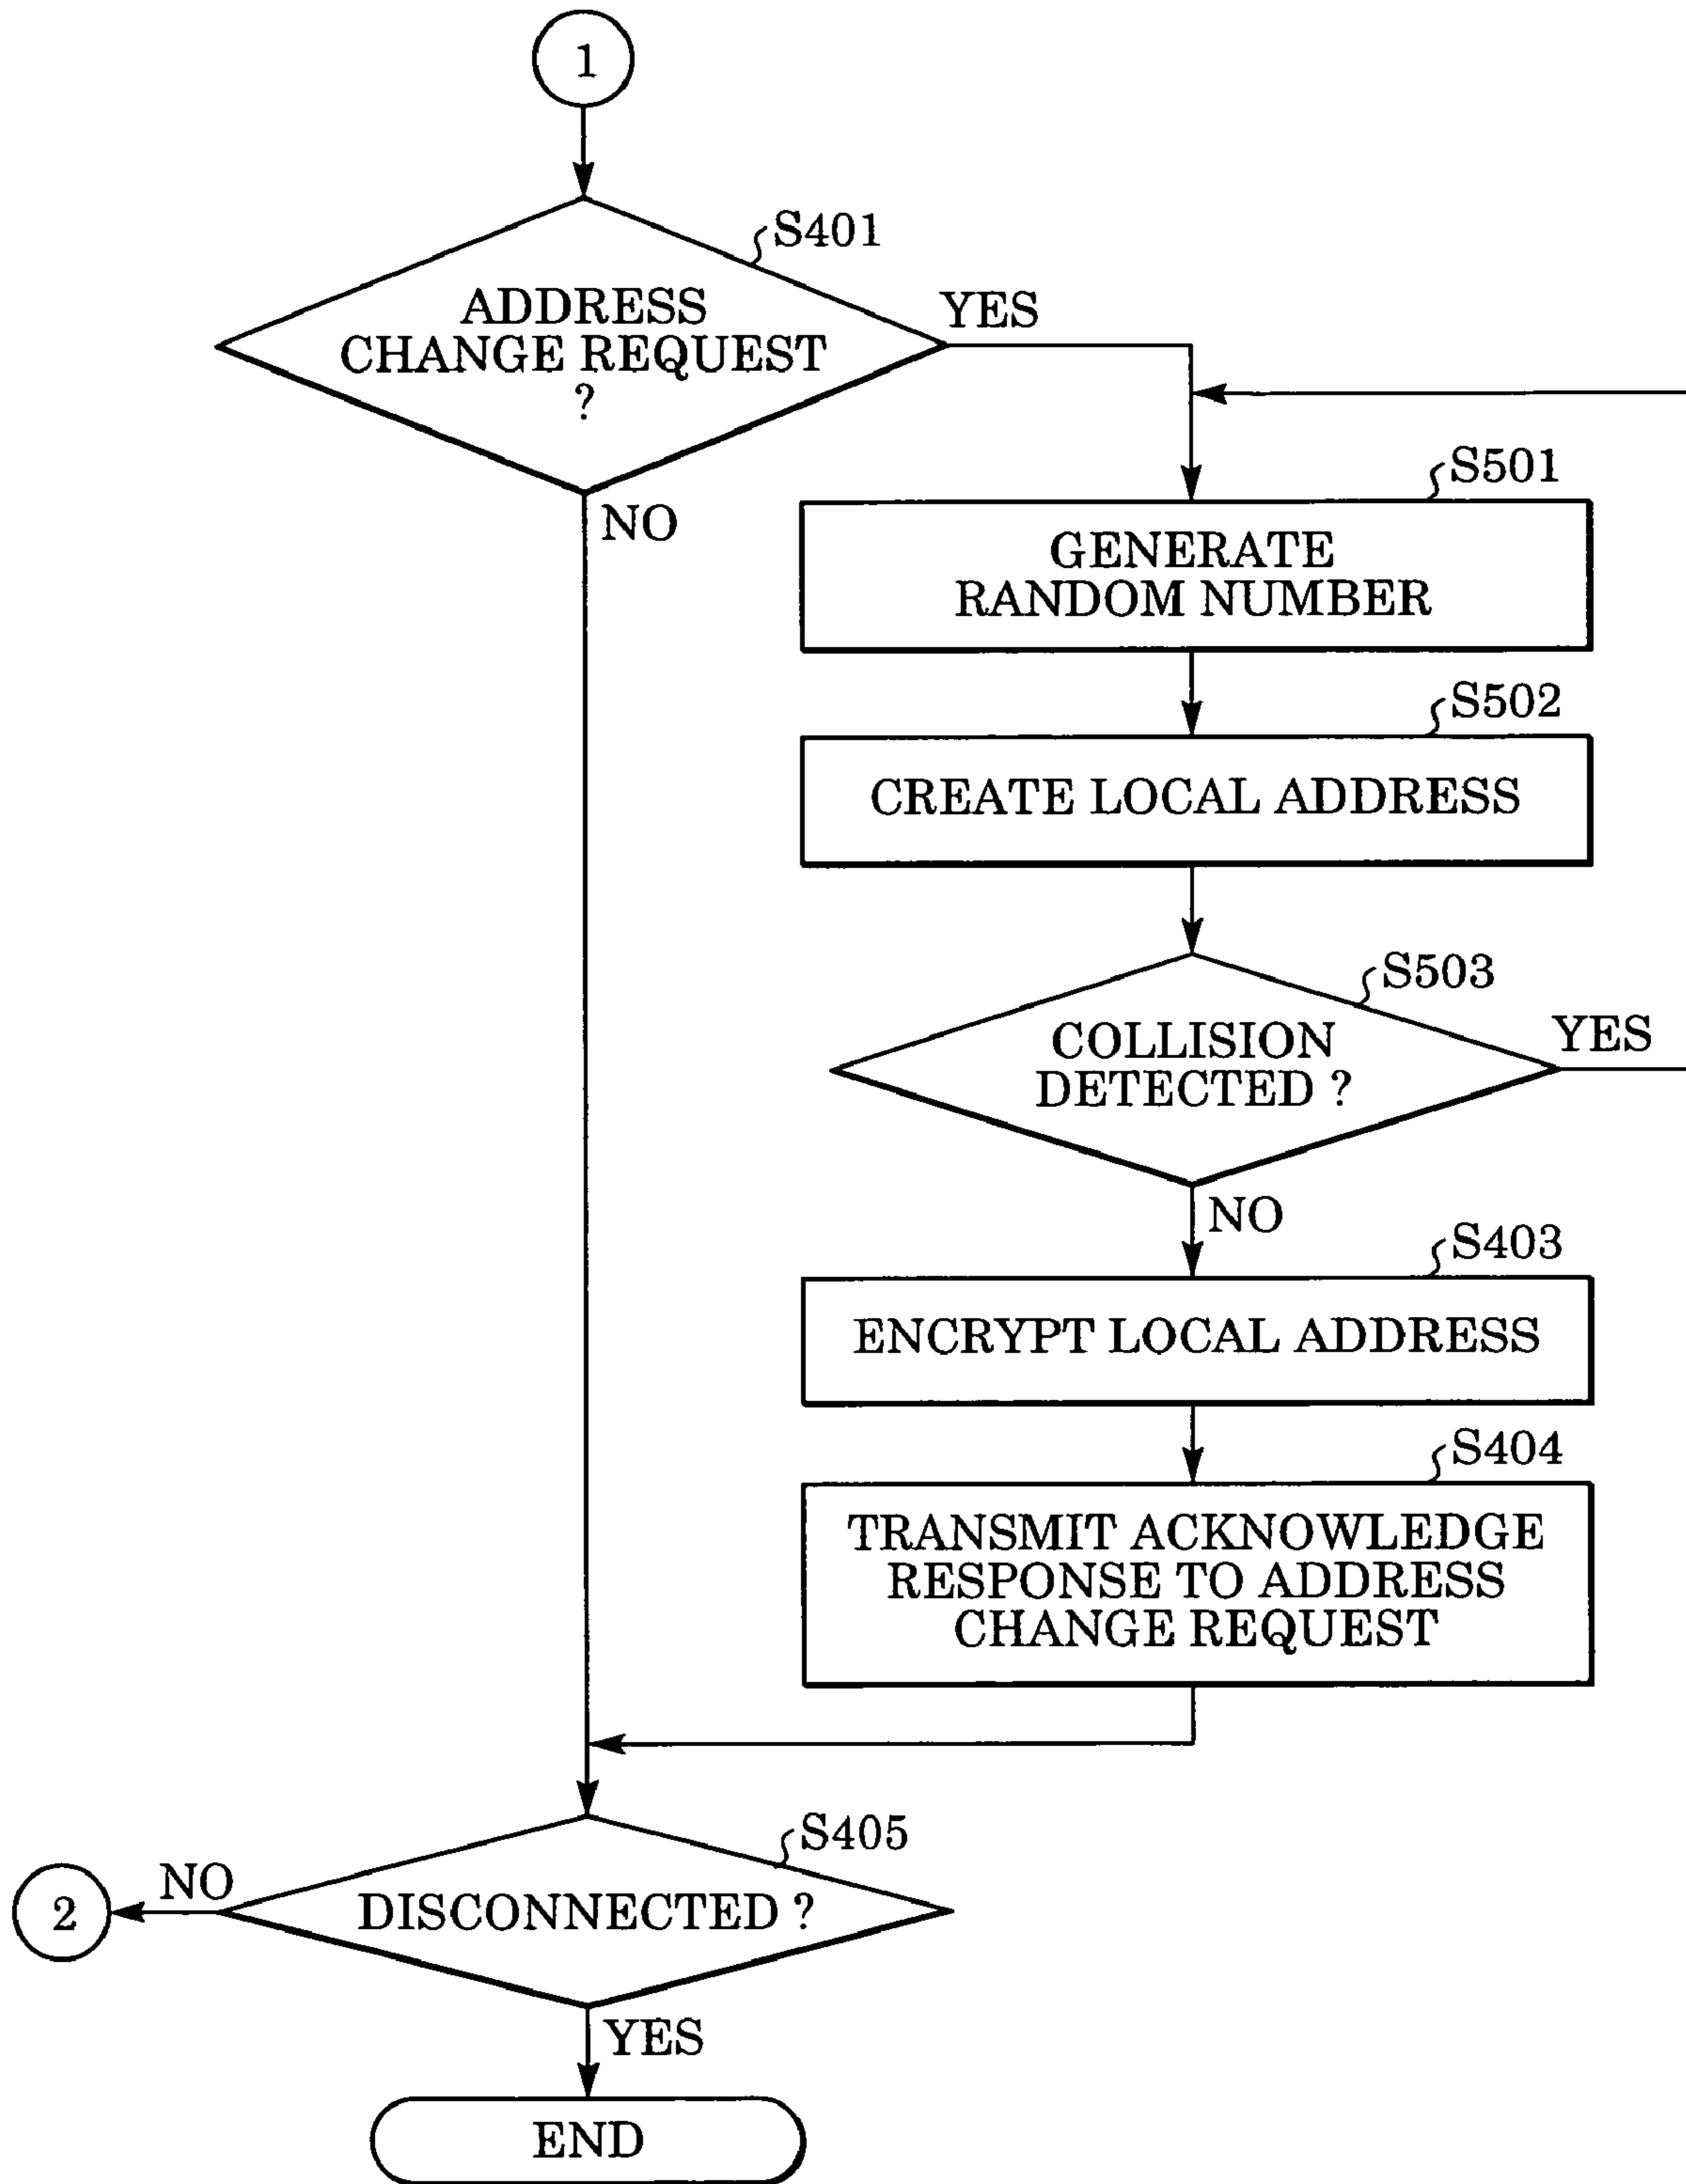 1
S401
ADDRESS
CHANGE REQUEST
?
YES
NO
S501
GENERATE
RANDOM NUMBER
S502
CREATE LOCAL ADDRESS
S503
COLLISION
DETECTED ?
YES
NO
S403
ENCRYPT LOCAL ADDRESS
S404
TRANSMIT ACKNOWLEDGE
RESPONSE TO ADDRESS
CHANGE REQUEST
S405
DISCONNECTED ?
NO
2
YES
END